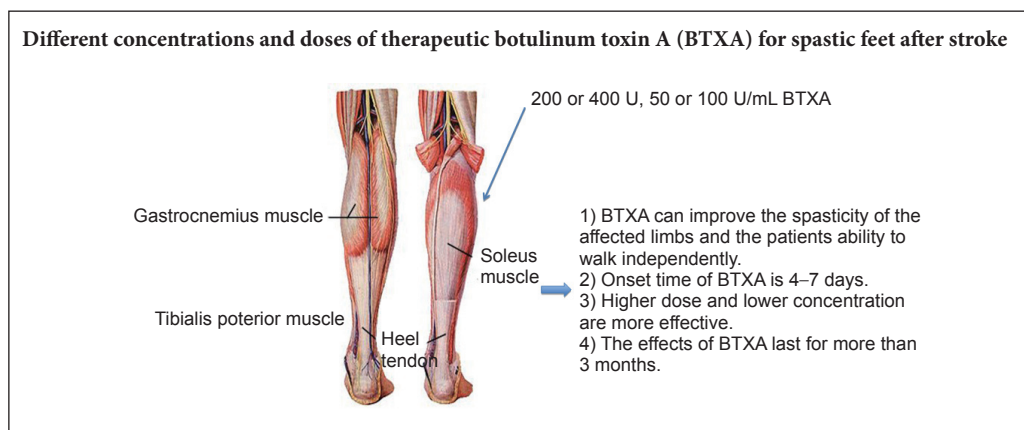 Different concentrations and doses of therapeutic botulinum toxin A (BTXA) for spastic feet after stroke
200 or 400 U, 50 or 100 U/mL BTXA
Gastrocnemius muscle
Soleus
muscle
Tibialis posterior muscle
Heel
tendon
1) BTXA can improve the spasticity of the
affected limbs and the patients ability to
walk independently.
2) Onset time of BTXA is 4–7 days.
3) Higher dose and lower concentration
are more effective.
4) The effects of BTXA last for more than
3 months.